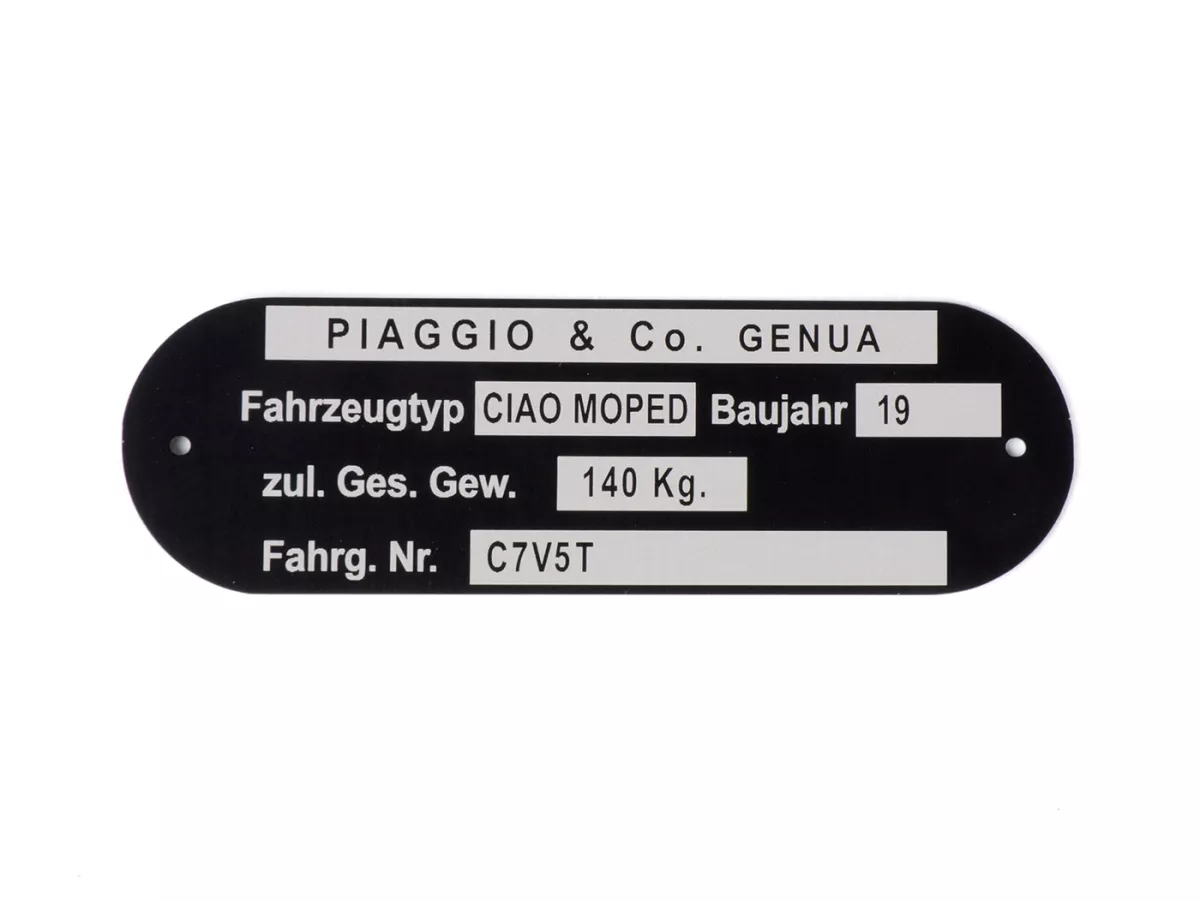 PIAGGIO & Co. GENUA
Fahrzeugtyp CIAO MOPED Baujahr 19
zul. Ges. Gew. 140 Kg.
Fahrg. Nr. C7V5T